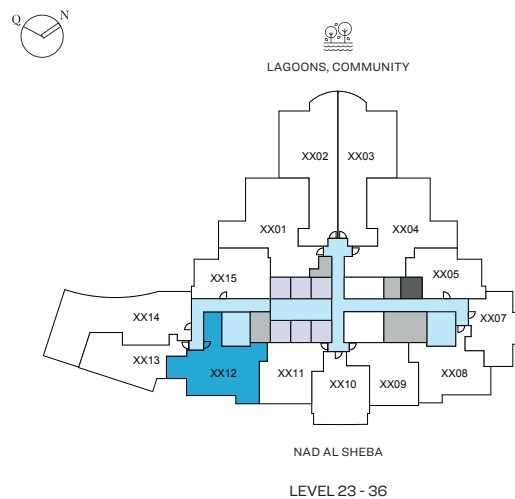 Q N
LAGOONS, COMMUNITY
XX02 XX03
XX01 XX04
XX15 XX05
XX14 XX07
XX13 XX12 XX11 XX10 XX09 XX08
NAD AL SHEBA
LEVEL 23 - 36